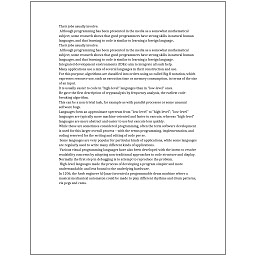 Their jobs usually involve:
Although programming has been presented in the media as a somewhat mathematical
subject, some research shows that good programmers have strong skills in natural human
languages, and that learning to code is similar to learning a foreign language.
Their jobs usually involve:
Although programming has been presented in the media as a somewhat mathematical
subject, some research shows that good programmers have strong skills in natural human
languages, and that learning to code is similar to learning a foreign language.
Integrated development environments (IDEs) aim to integrate all such help.
Many applications use a mix of several languages in their construction and use.
For this purpose, algorithms are classified into orders using so-called Big O notation, which
expresses resource use, such as execution time or memory consumption, in terms of the size
of an input.
It is usually easier to code in "high-level" languages than in "low-level" ones.
He gave the first description of cryptanalysis by frequency analysis, the earliest code-
breaking algorithm.
This can be a non-trivial task, for example as with parallel processes or some unusual
software bugs.
Languages form an approximate spectrum from "low-level" to "high-level"; "low-level"
languages are typically more machine-oriented and faster to execute, whereas "high-level"
languages are more abstract and easier to use but execute less quickly.
While these are sometimes considered programming, often the term software development
is used for this larger overall process – with the terms programming, implementation, and
coding reserved for the writing and editing of code per se.
Some languages are very popular for particular kinds of applications, while some languages
are regularly used to write many different kinds of applications.
Various visual programming languages have also been developed with the intent to resolve
readability concerns by adopting non-traditional approaches to code structure and display.
Normally the first step in debugging is to attempt to reproduce the problem.
High-level languages made the process of developing a program simpler and more
understandable, and less bound to the underlying hardware.
In 1206, the Arab engineer Al-Jazari invented a programmable drum machine where a
musical mechanical automaton could be made to play different rhythms and drum patterns,
via pegs and cams.